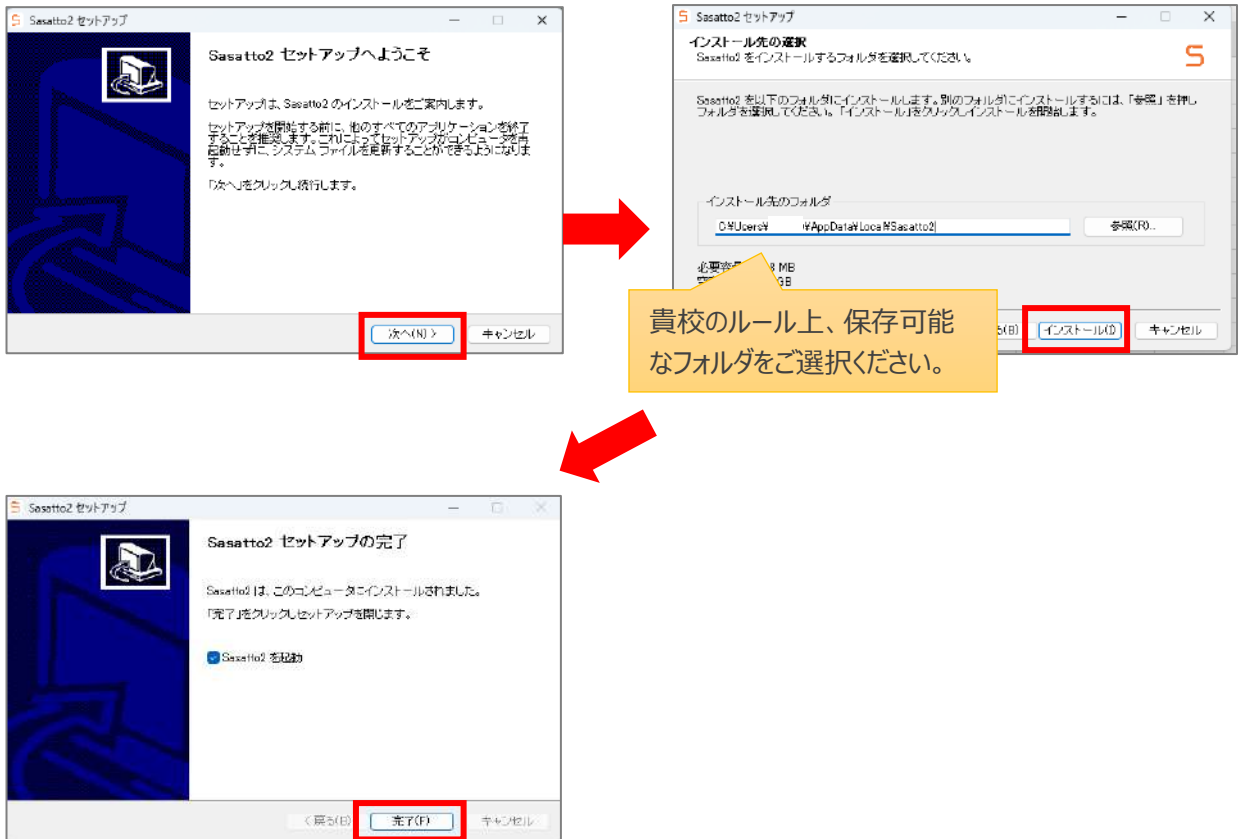 Sasatto2 セットアップ
Sasatto2 セットアップへようこそ
セットアップは、Sasatto2 のインストールをご案内します。
セットアップを開始する前に、他のすべてのアプリケーションを終了
することを推奨します。これによってセットアップがコンピュータを再
起動せずに、システム ファイルを更新することができるようになりま
す。
「次へ」をクリックし続行します。
次へ(N) >
キャンセル
Sasatto2 セットアップ
インストール先の選択
Sasatto2 をインストールするフォルダを選択してください。
Sasatto2 を以下のフォルダにインストールします。別のフォルダにインストールするには、「参照」を押し
フォルダを選択してください。「インストール」をクリックしインストールを開始します。
インストール先のフォルダ
C:¥Users¥ ¥AppData¥Local¥Sasatto2
参照(R)...
必要容 MB
GB
貴校のルール上、保存可能
なフォルダをご選択ください。
(B)
インストール(I)
キャンセル
Sasatto2 セットアップ
Sasatto2 セットアップの完了
Sasatto2 は、このコンピュータにインストールされました。
「完了」をクリックしセットアップを閉じます。
Sasatto2 を起動
< 戻る(B)
完了(F)
キャンセル